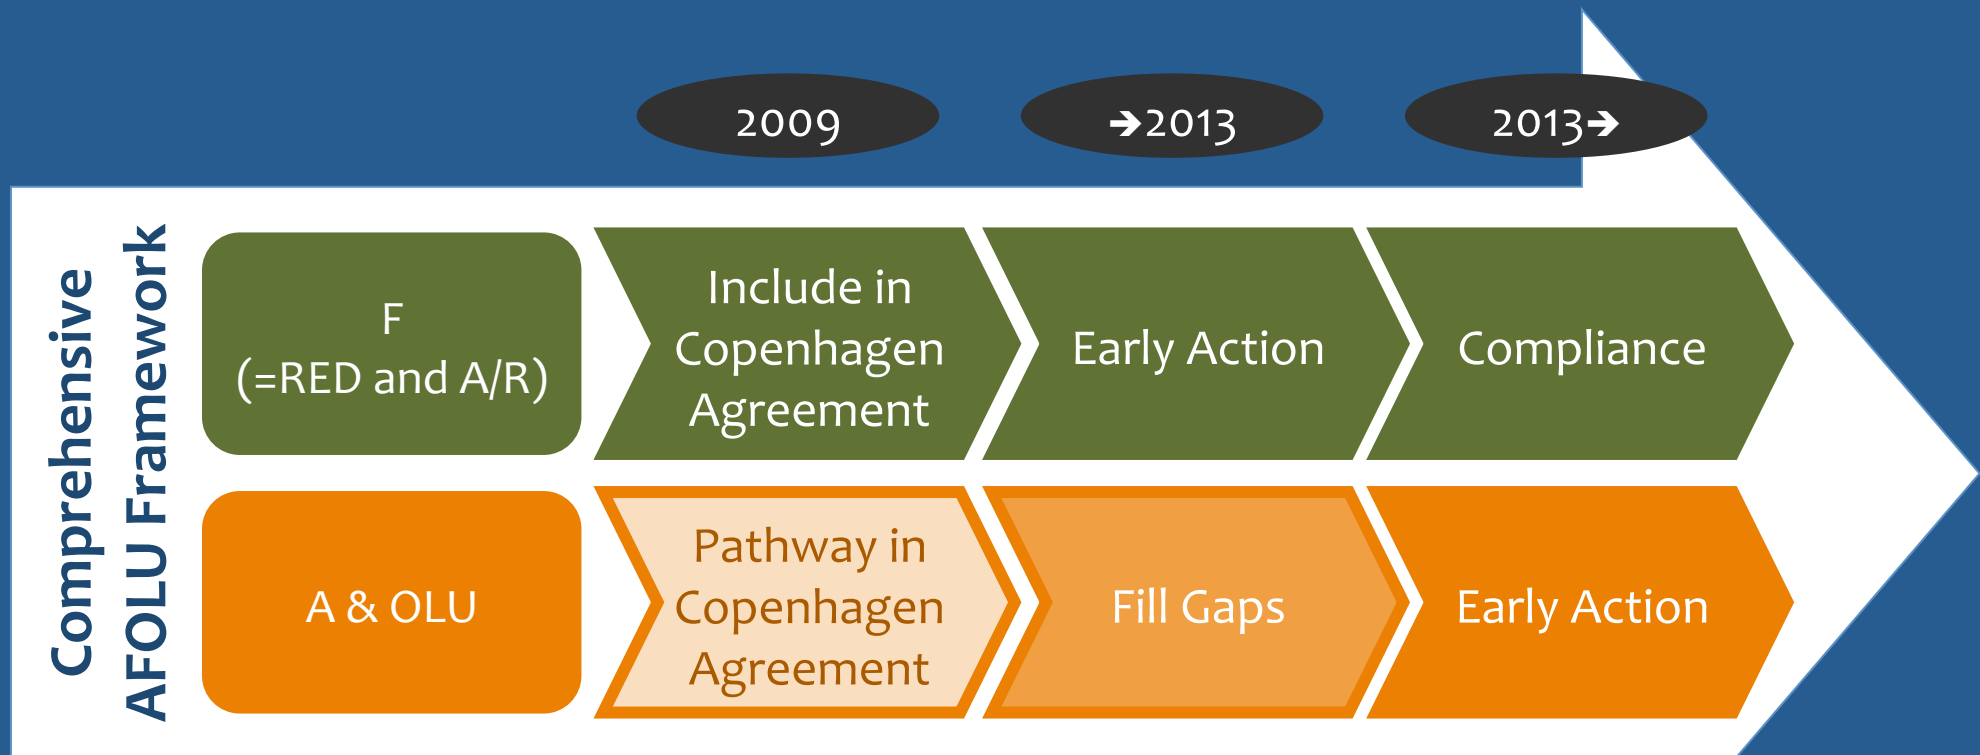 2009
➔2013
2013➔
Comprehensive
AFOLU Framework
F
(=RED and A/R)
Include in
Copenhagen
Agreement
Early Action
Compliance
A & OLU
Pathway in
Copenhagen
Agreement
Fill Gaps
Early Action